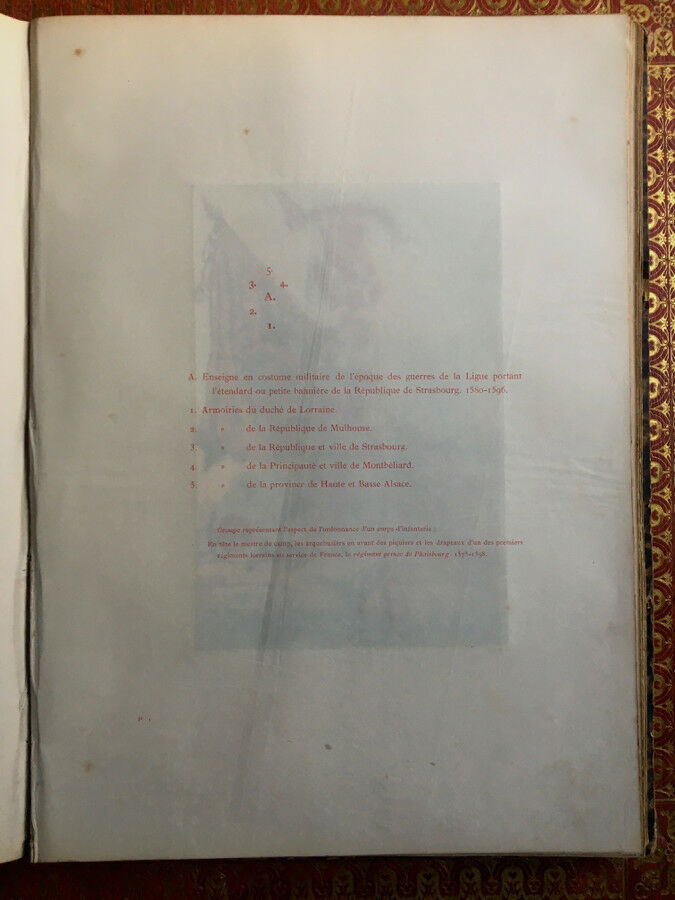 5.
3. 4.
A.
2.
1.
A. Enseigne en costume militaire de l'époque des guerres de la Ligue portant
l'étendard ou petite bannière de la République de Strasbourg. 1580-1596.
1. Armoiries du duché de Lorraine.
2. » de la République de Mulhouse.
3. » de la République et ville de Strasbourg.
4. » de la Principauté et ville de Montbéliard.
5. » de la province de Haute et Basse Alsace.
Groupe représentant l'aspect de l'ordonnance d'un corps d'infanterie :
En tête le mestre de camp, les arquebusiers en avant des piquiers et les drapeaux d'un des premiers
régiments lorrains au service de France, le régiment de Phalsbourg. 1575-1598.
P. 1